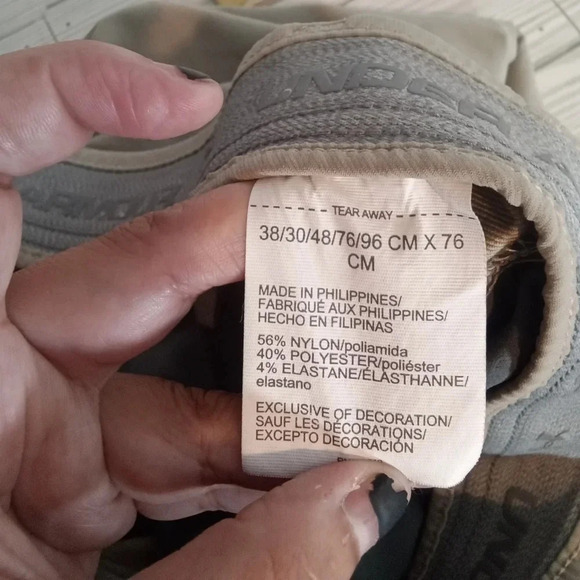 UNDER
TEAR AWAY
38/30/48/76/96 CM X 76
CM
MADE IN PHILIPPINES/
FABRIQUÉ AUX PHILIPPINES/
HECHO EN FILIPINAS
56% NYLON/poliamida
40% POLYESTER/poliéster
4% ELASTANE/ÉLASTHANNE/
elastano
EXCLUSIVE OF DECORATION/
SAUF LES DÉCORATIONS/
EXCEPTO DECORACIÓN